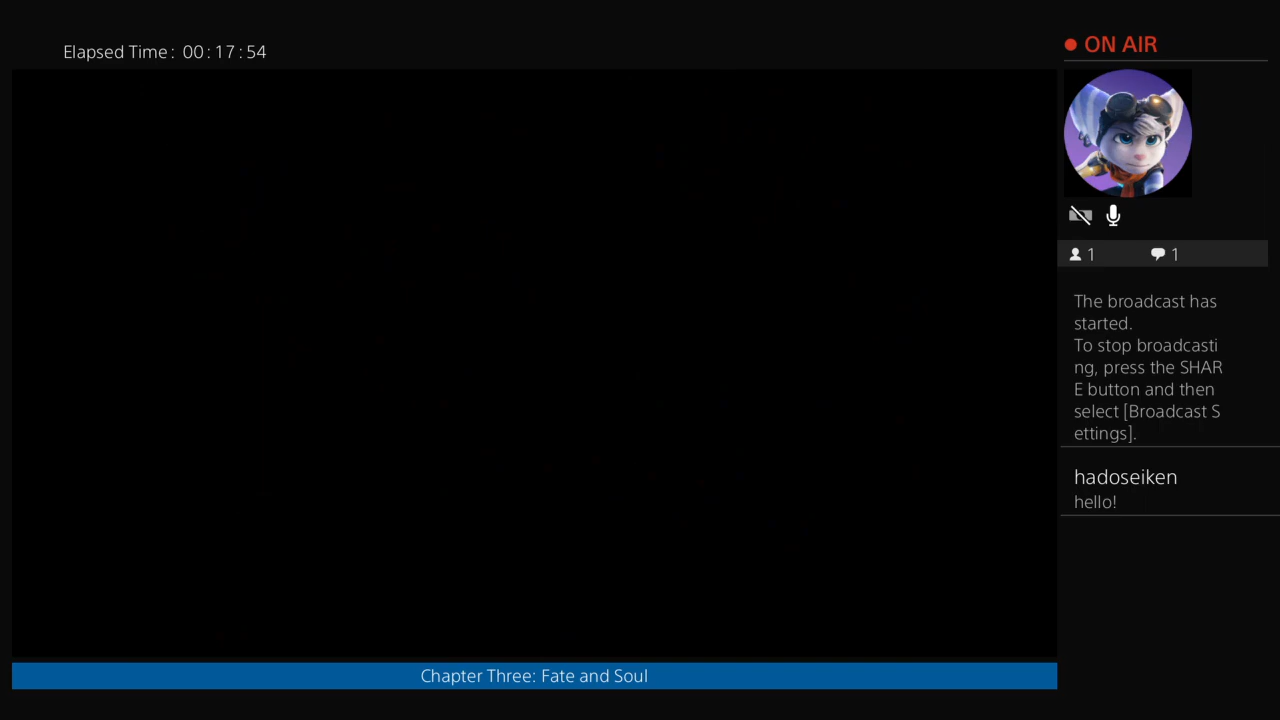 Elapsed Time: 00:17:54
ON AIR
1 1
The broadcast has
started.
To stop broadcasti
ng, press the SHAR
E button and then
select [Broadcast S
ettings].
hadoseiken
hello!
Chapter Three: Fate and Soul